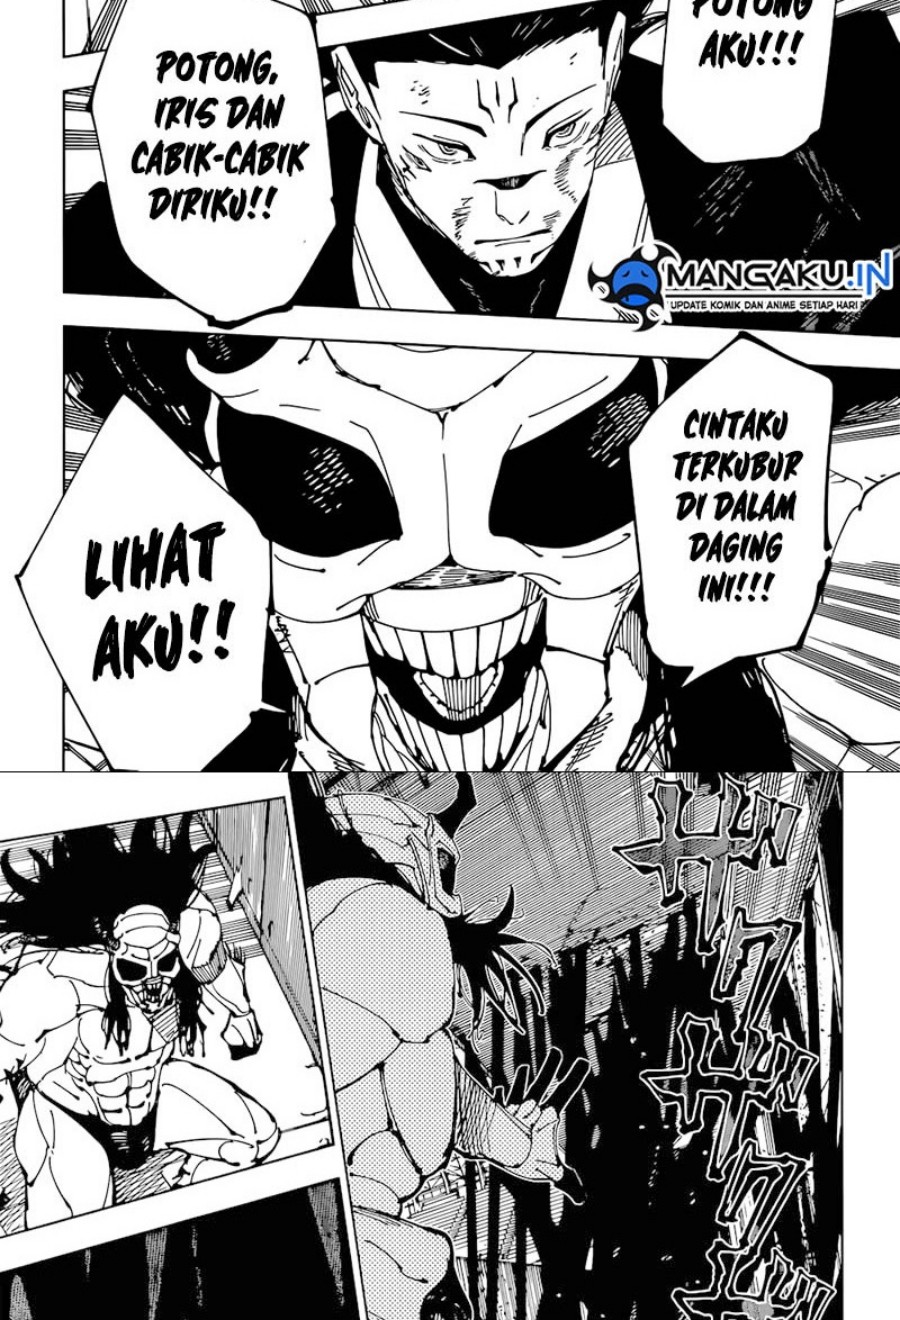 POTONG
AKU!!!
POTONG,
IRIS DAN
CABIK-CABIK
DIRIKU!!
MANGAKU.IN
UPDATE KOMIK DAN ANIME SETIAP HARI
CINTAKU
TERKUBUR
DI DALAM
DAGING
INI!!!
LIHAT
AKU!!